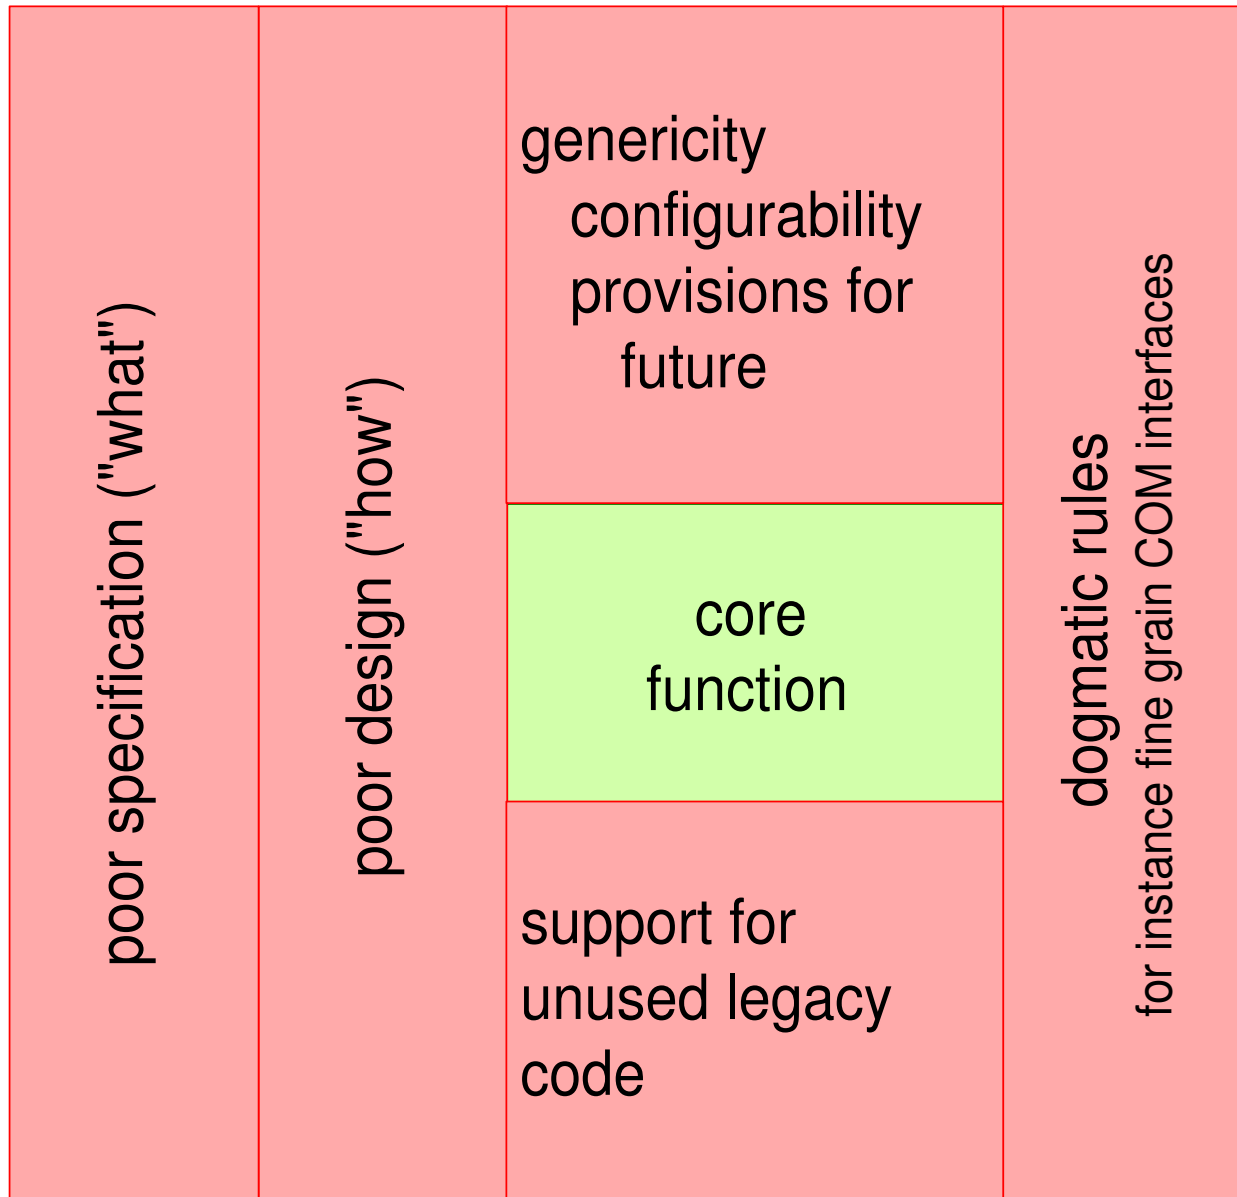 poor specification ("what")
poor design ("how")
genericity
configurability
provisions for
future
core
function
support for
unused legacy
code
dogmatic rules
for instance fine grain COM interfaces